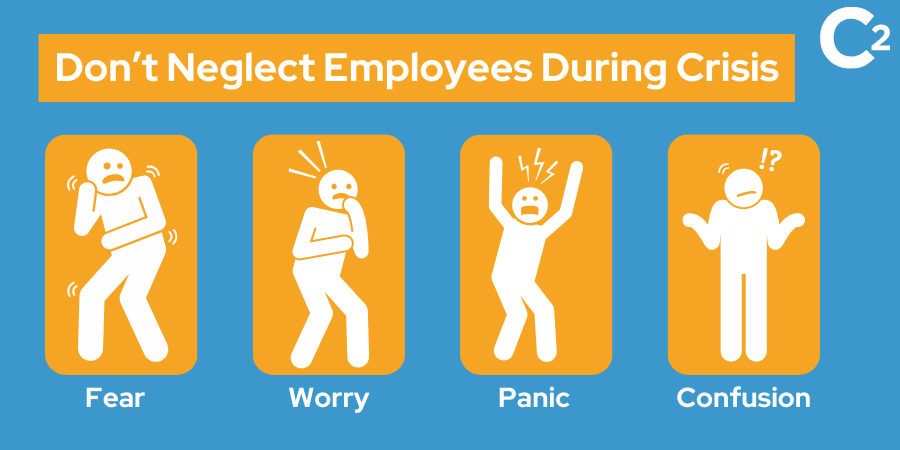 Don’t Neglect Employees During Crisis
C2
!?
Fear
Worry
Panic
Confusion